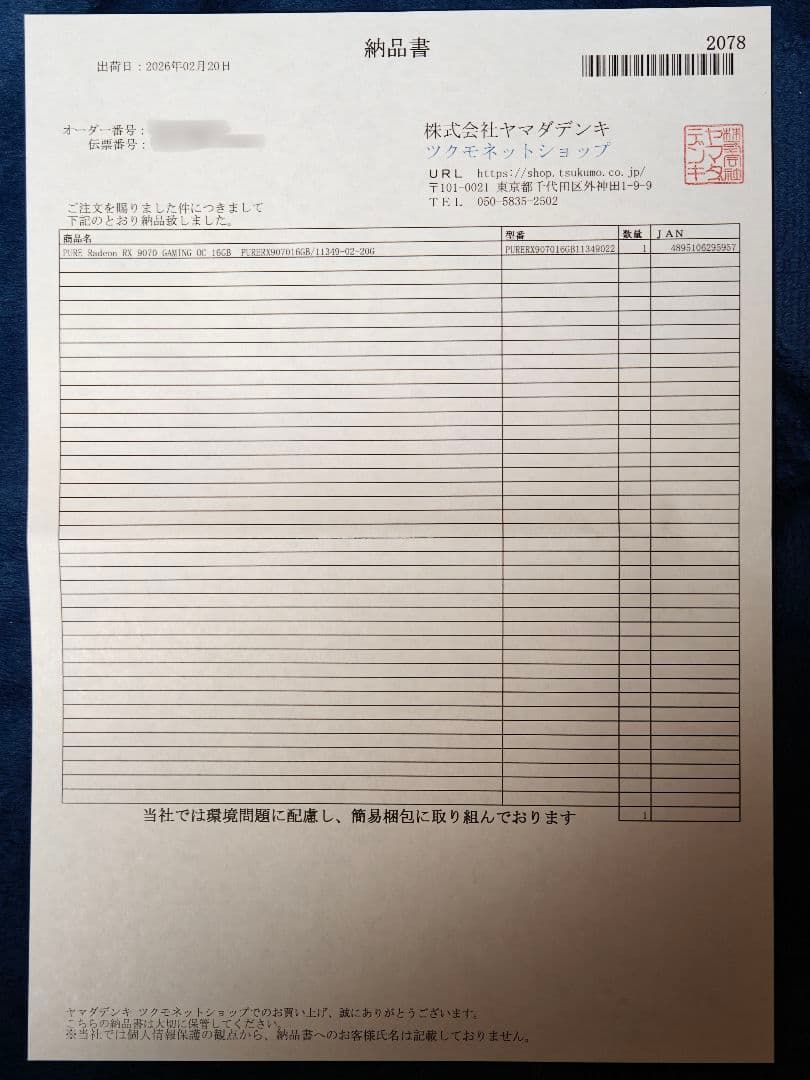 納品書
2078
出荷日：2026年02月20日
オーダー番号：
伝票番号：
株式会社ヤマダデンキ
ツクモネットショップ
株式会社ヤマダデンキ
ＵＲＬ https://shop.tsukumo.co.jp/
〒101-0021 東京都千代田区外神田1-9-9
ＴＥＬ 050-5835-2502
ご注文を賜りました件につきまして
下記のとおり納品致しました。
商品名 型番 数量 ＪＡＮ
PURE Radeon RX 9070 GAMING OC 16GB PURERX907016GB/11349-02-20G PURERX907016GB11349022 1 4895106295957
当社では環境問題に配慮し、簡易梱包に取り組んでおります 1
ヤマダデンキ ツクモネットショップでのお買い上げ、誠にありがとうございます。
こちらの納品書は大切に保管してください。
※当社では個人情報保護の観点から、納品書へのお客様氏名は記載しておりません。